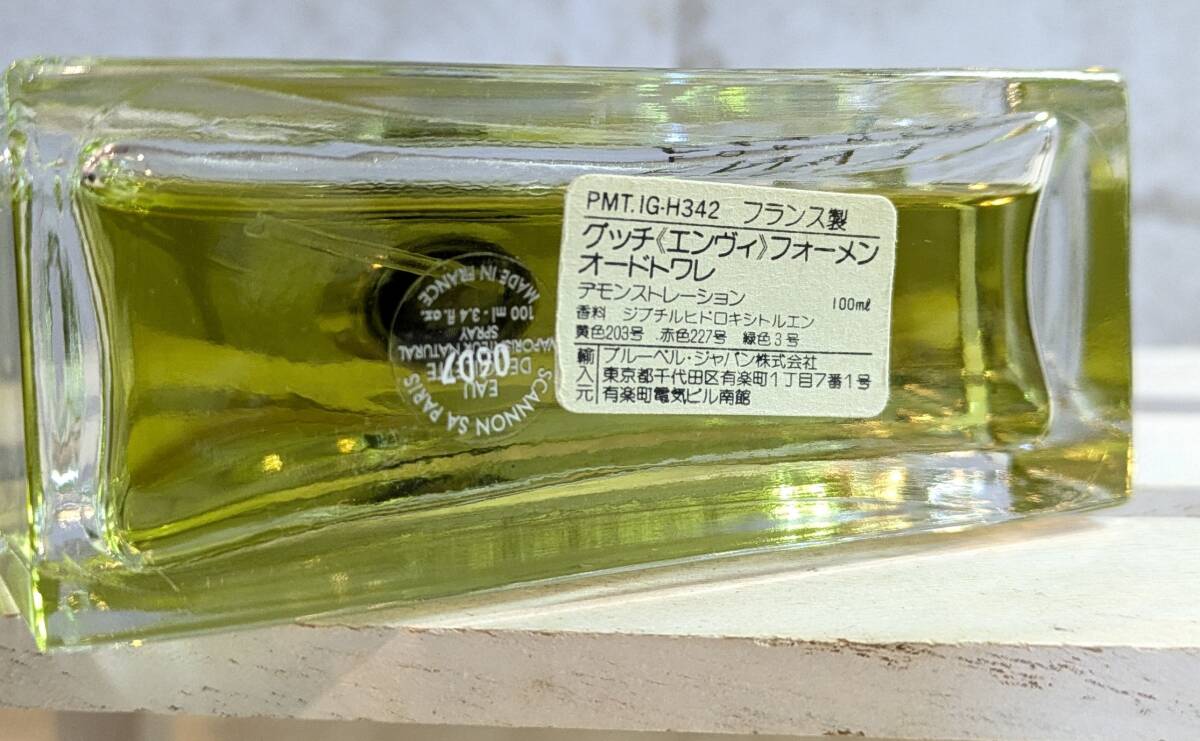 PMT.IG-H342 フランス製
グッチ《エンヴィ》フォーメン
オードトワレ
デモンストレーション 100ml
香料 ジブチルヒドロキシトルエン
黄色203号 赤色227号 緑色3号
輸入元
ブルーベル・ジャパン株式会社
東京都千代田区有楽町1丁目7番1号
有楽町電気ビル南館
SCANNON SA PARIS
EAU
DE TOILETTE
VAPORISATEUR NATURAL
SPRAY
100 ml - 3.4 fl. oz.
MADE IN FRANCE
0607